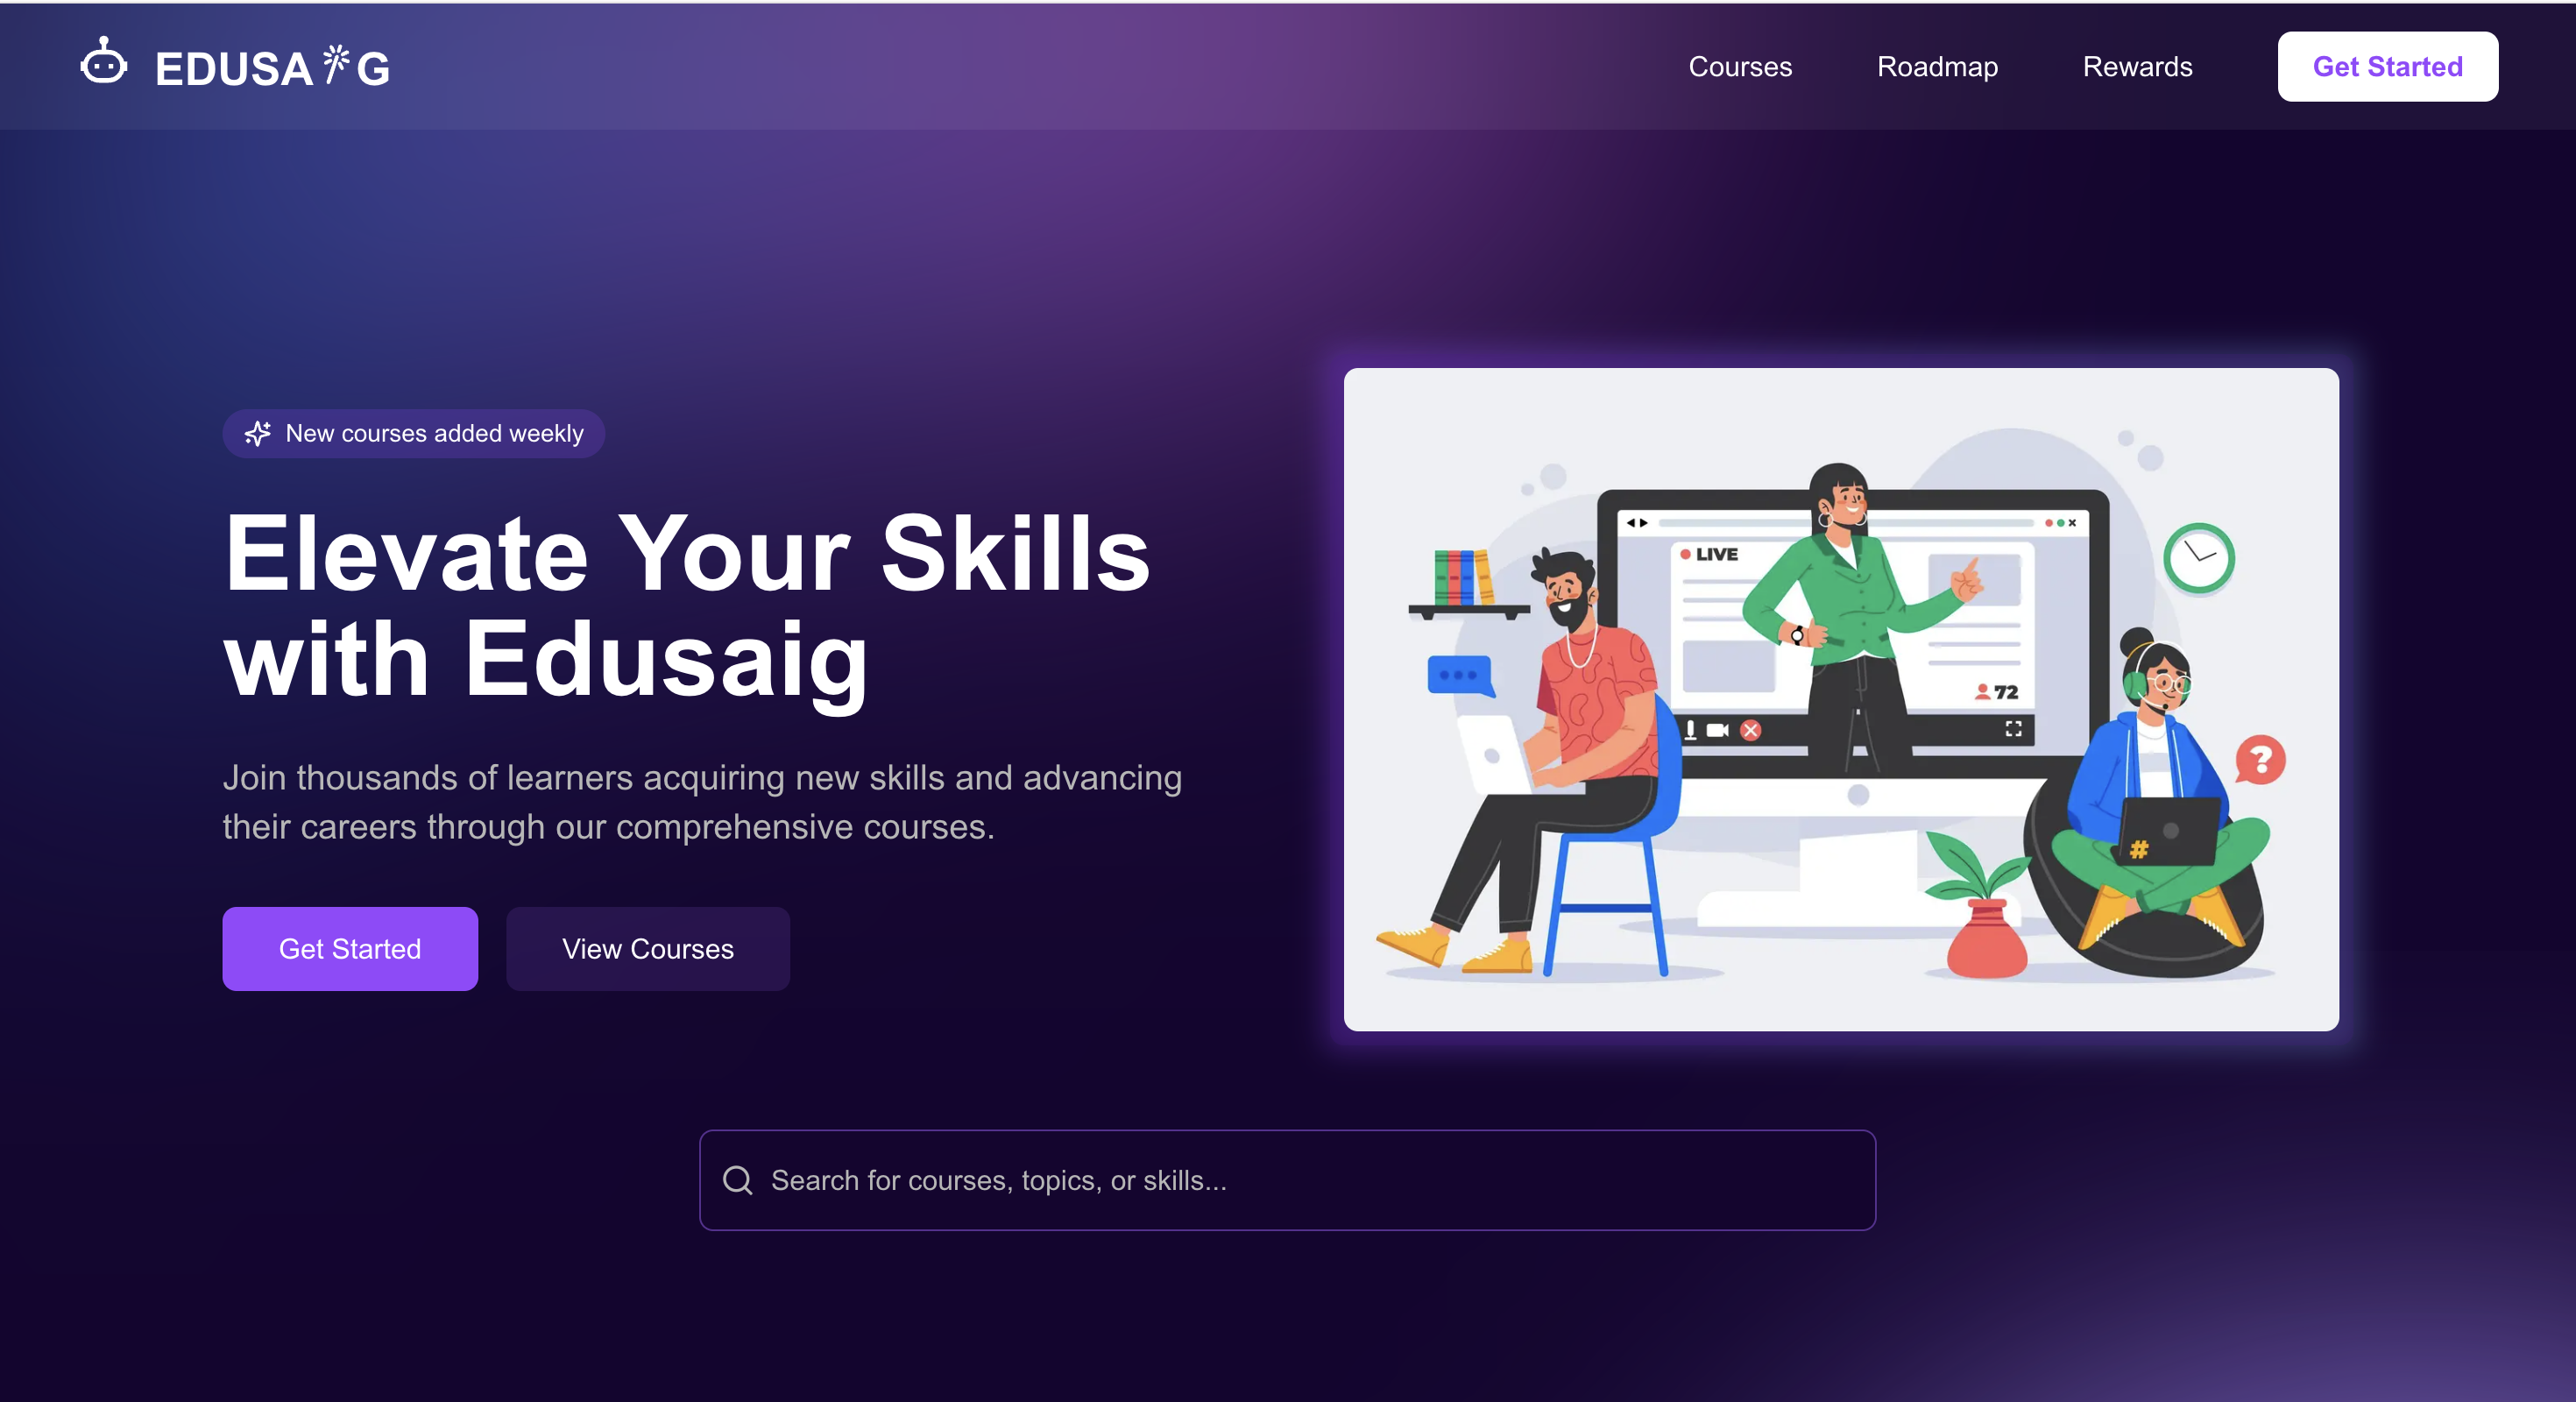 EDUSA G
Courses
Roadmap
Rewards
Get Started
New courses added weekly
Elevate Your Skills
with Edusaig
Join thousands of learners acquiring new skills and advancing
their careers through our comprehensive courses.
Get Started
View Courses
LIVE
72
?
#
Search for courses, topics, or skills...